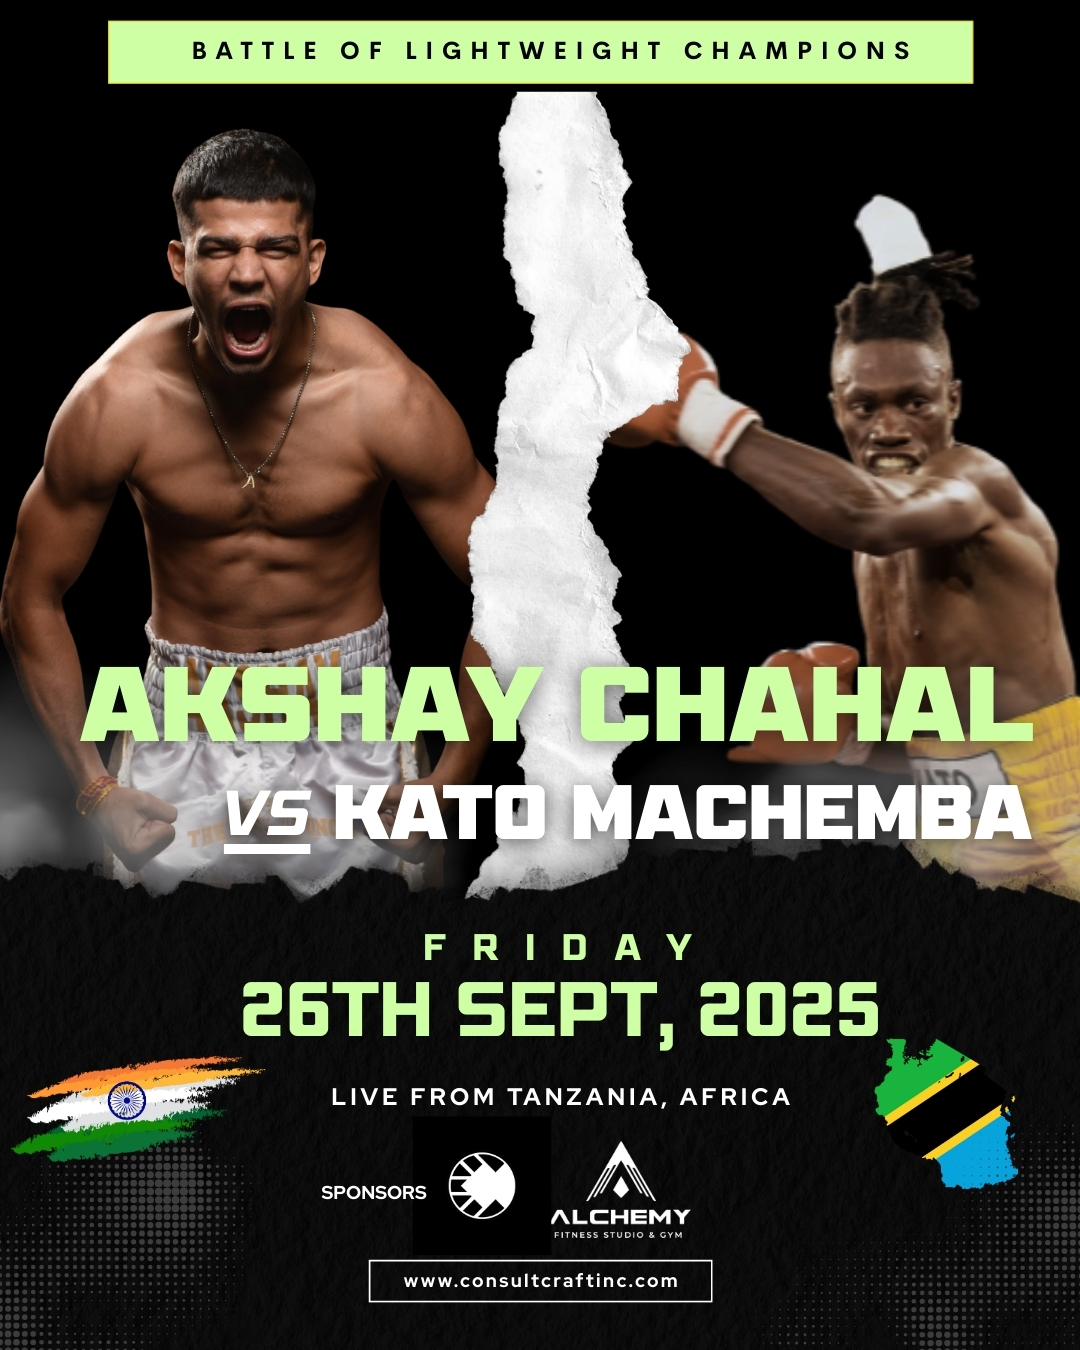 BATTLE OF LIGHTWEIGHT CHAMPIONS
AKSHAY CHAHAL
VS KATO MACHEMBA
FRIDAY
26TH SEPT, 2025
LIVE FROM TANZANIA, AFRICA
SPONSORS
ALCHEMY
FITNESS STUDIO & GYM
www.consultcraftinc.com